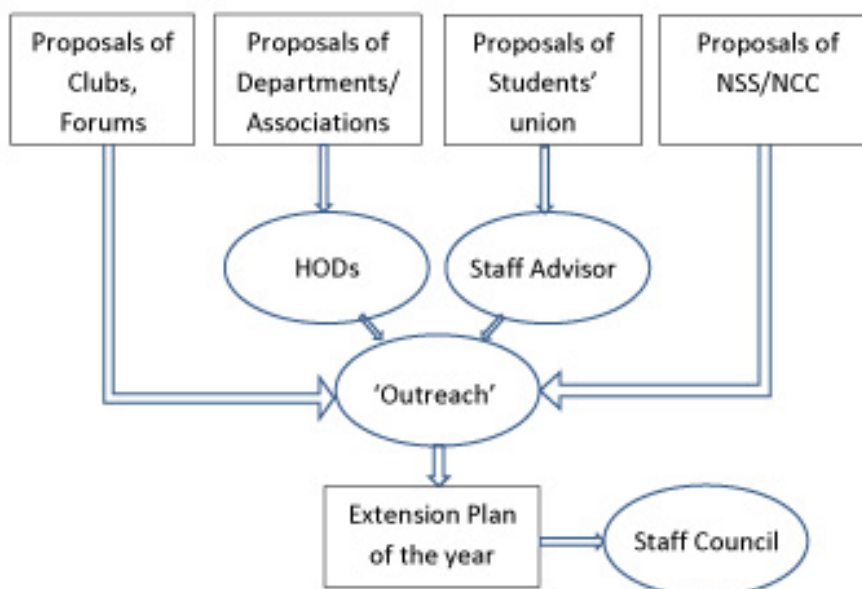 Proposals of
Clubs,
Forums
Proposals of
Departments/
Associations
Proposals of
Students'
union
Proposals of
NSS/NCC
HODs
Staff Advisor
'Outreach'
Extension Plan
of the year
Staff Council